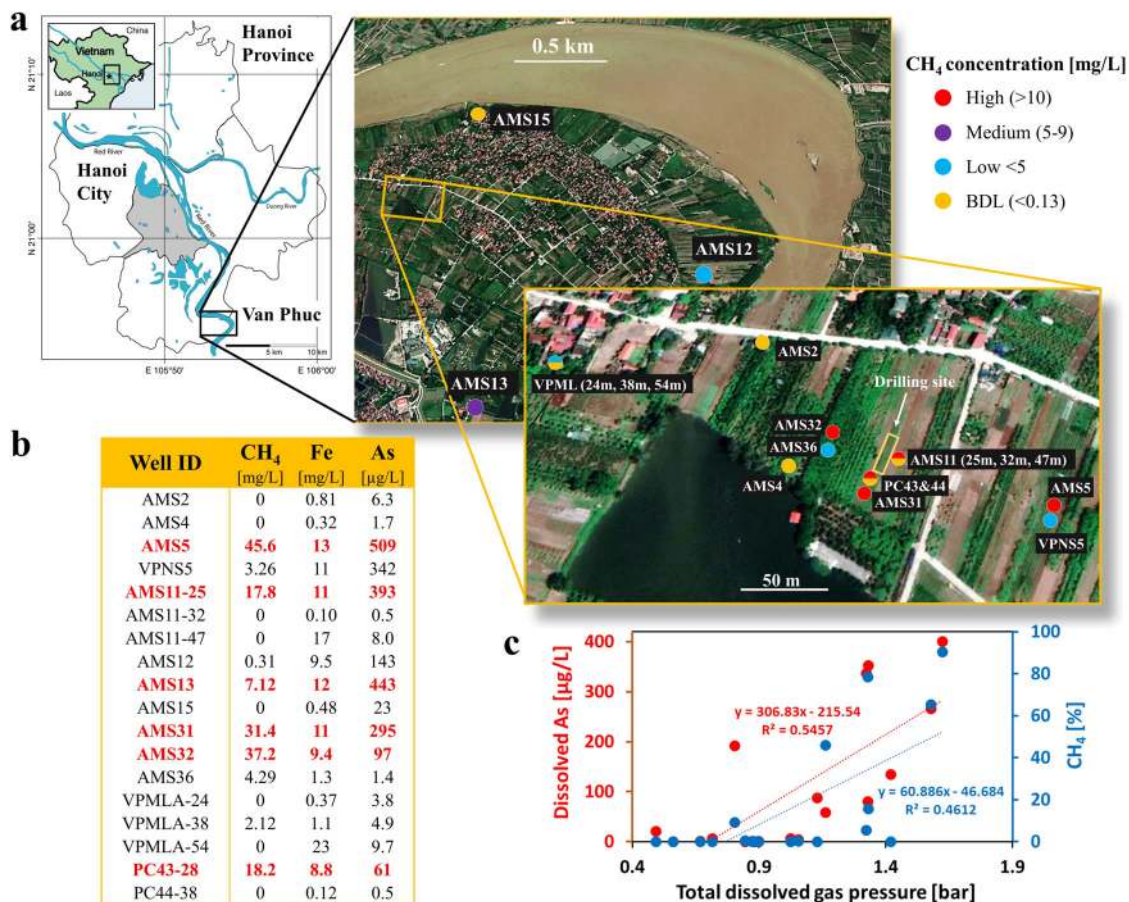 a
China
Vietnam
Hanoi
Laos
Hanoi
Province
N 21°10'
Red River
Hanoi
City
Duong River
Red River
N 21°00'
Van Phuc
5 km 10 km
E 105°50' E 106°00'
0.5 km
AMS15
AMS12
AMS13
CH₄ concentration [mg/L]
High (>10)
Medium (5-9)
Low <5
BDL (<0.13)
AMS2
VPML (24m, 38m, 54m)
Drilling site
AMS32
AMS36
AMS11 (25m, 32m, 47m)
AMS4
PC43&44
AMS31
AMS5
VPNS5
50 m
b
Well ID CH₄ Fe As
[mg/L] [mg/L] [µg/L]
AMS2 0 0.81 6.3
AMS4 0 0.32 1.7
AMS5 45.6 13 509
VPNS5 3.26 11 342
AMS11-25 17.8 11 393
AMS11-32 0 0.10 0.5
AMS11-47 0 17 8.0
AMS12 0.31 9.5 143
AMS13 7.12 12 443
AMS15 0 0.48 23
AMS31 31.4 11 295
AMS32 37.2 9.4 97
AMS36 4.29 1.3 1.4
VPMLA-24 0 0.37 3.8
VPMLA-38 2.12 1.1 4.9
VPMLA-54 0 23 9.7
PC43-28 18.2 8.8 61
PC44-38 0 0.12 0.5
c
Dissolved As [µg/L]
400
300
200
100
0
y = 306.83x - 215.54
R² = 0.5457
y = 60.886x - 46.684
R² = 0.4612
100
80
60
40
20
0
CH₄ [%]
0.4 0.9 1.4 1.9
Total dissolved gas pressure [bar]